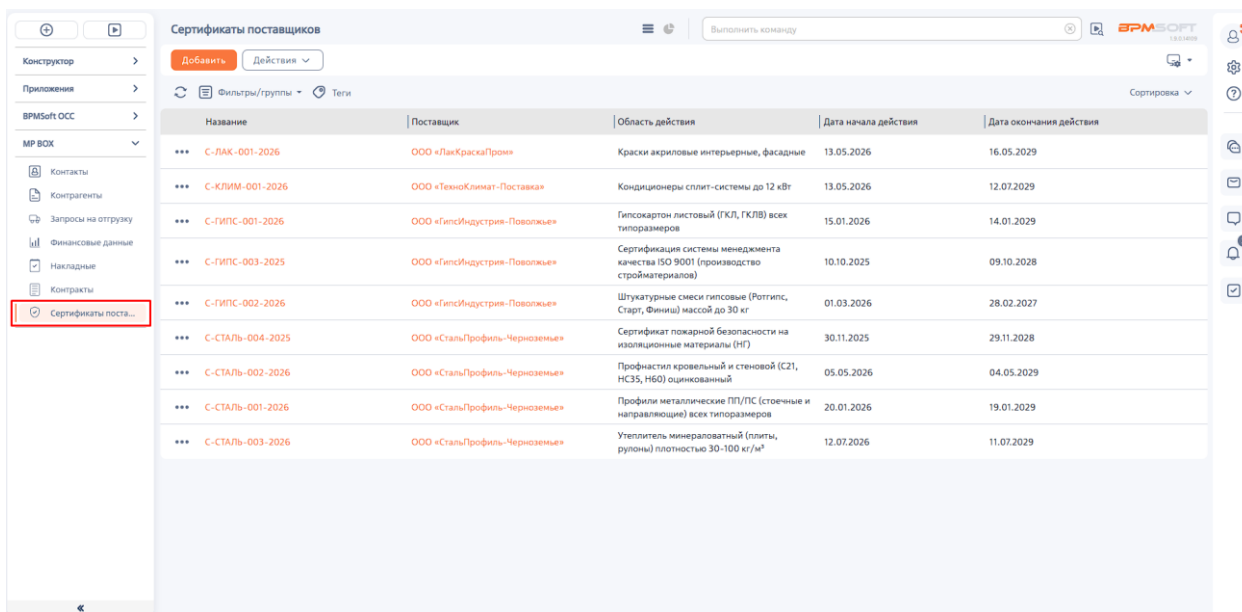 Сертификаты поставщиков
Выполнить команду
BPMSOFT
Конструктор
Приложения
BPMSoft OCC
MP BOX
Контакты
Контрагенты
Запросы на отгрузку
Финансовые данные
Накладные
Контракты
Сертификаты поста...
Добавить
Действия
Фильтры/группы
Теги
Сортировка
Название Поставщик Область действия Дата начала действия Дата окончания действия
С-ЛАК-001-2026 ООО «ЛакКраскаПром» Краски акриловые интерьерные, фасадные 13.05.2026 16.05.2029
С-КЛИМ-001-2026 ООО «ТехноКлимат-Поставка» Кондиционеры сплит-системы до 12 кВт 13.05.2026 12.07.2029
С-ГИПС-001-2026 ООО «ГипсИндустрия-Поволжье» Гипсокартон листовый (ГКЛ, ГКЛВ) всех
типоразмеров
15.01.2026 14.01.2029
С-ГИПС-003-2025 ООО «ГипсИндустрия-Поволжье» Сертификация системы менеджмента
качества ISO 9001 (производство
стройматериалов)
10.10.2025 09.10.2028
С-ГИПС-002-2026 ООО «ГипсИндустрия-Поволжье» Штукатурные смеси гипсовые (Ротгипс,
Старт, Финиш) массой до 30 кг
01.03.2026 28.02.2027
С-СТАЛЬ-004-2025 ООО «СтальПрофиль-Черноземье» Сертификат пожарной безопасности на
изоляционные материалы (НГ)
30.11.2025 29.11.2028
С-СТАЛЬ-002-2026 ООО «СтальПрофиль-Черноземье» Профнастил кровельный и стеновой (С21,
НС35, Н60) оцинкованный
05.05.2026 04.05.2029
С-СТАЛЬ-001-2026 ООО «СтальПрофиль-Черноземье» Профили металлические ПП/ПС (стоечные и
направляющие) всех типоразмеров
20.01.2026 19.01.2029
С-СТАЛЬ-003-2026 ООО «СтальПрофиль-Черноземье» Утеплитель минераловатный (плиты,
рулоны) плотностью 30-100 кг/м³
12.07.2026 11.07.2029